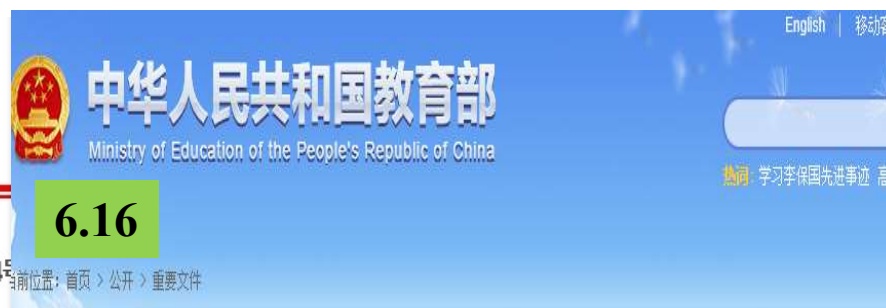 English | 移动
中华人民共和国教育部
Ministry of Education of the People's Republic of China
热词: 学习李保国先进事迹
6.16
前位置: 首页 > 公开 > 重要文件